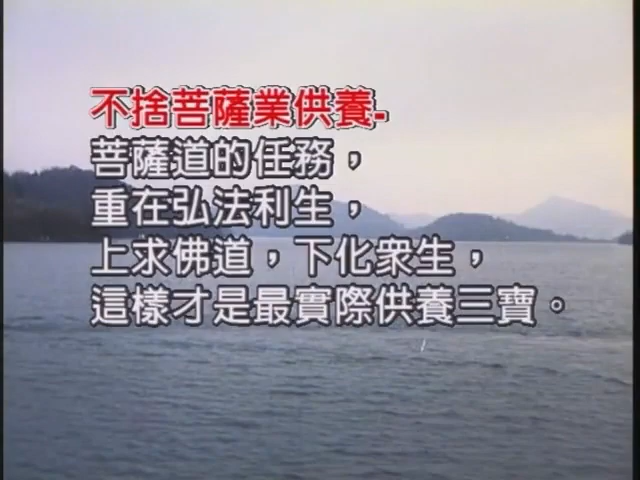 不捨菩薩業供養-
菩薩道的任務，
重在弘法利生，
上求佛道，下化衆生，
這樣才是最實際供養三寶。